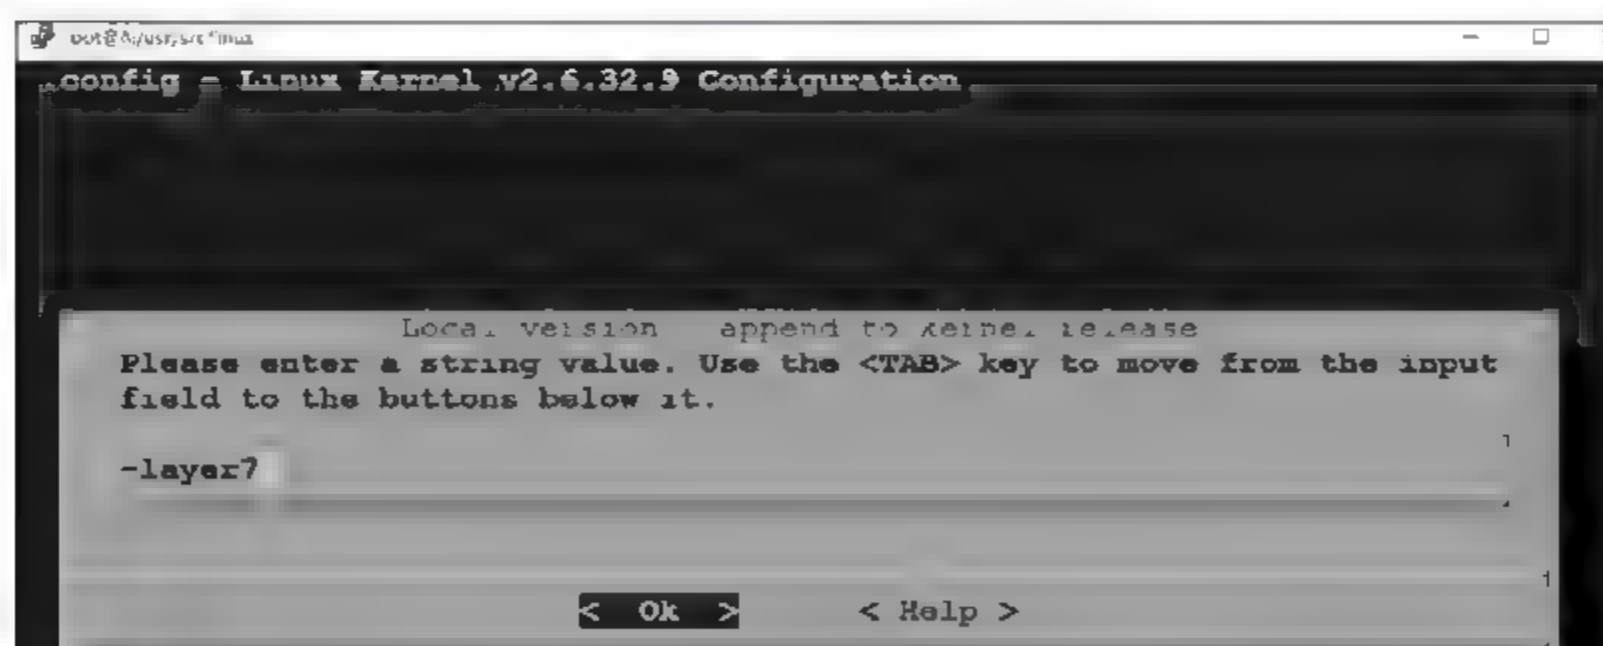 .config - Linux Kernel v2.6.32.9 Configuration
Local version append to kernel release
Please enter a string value. Use the <TAB> key to move from the input
field to the buttons below it.
-layer7
< Ok > < Help >